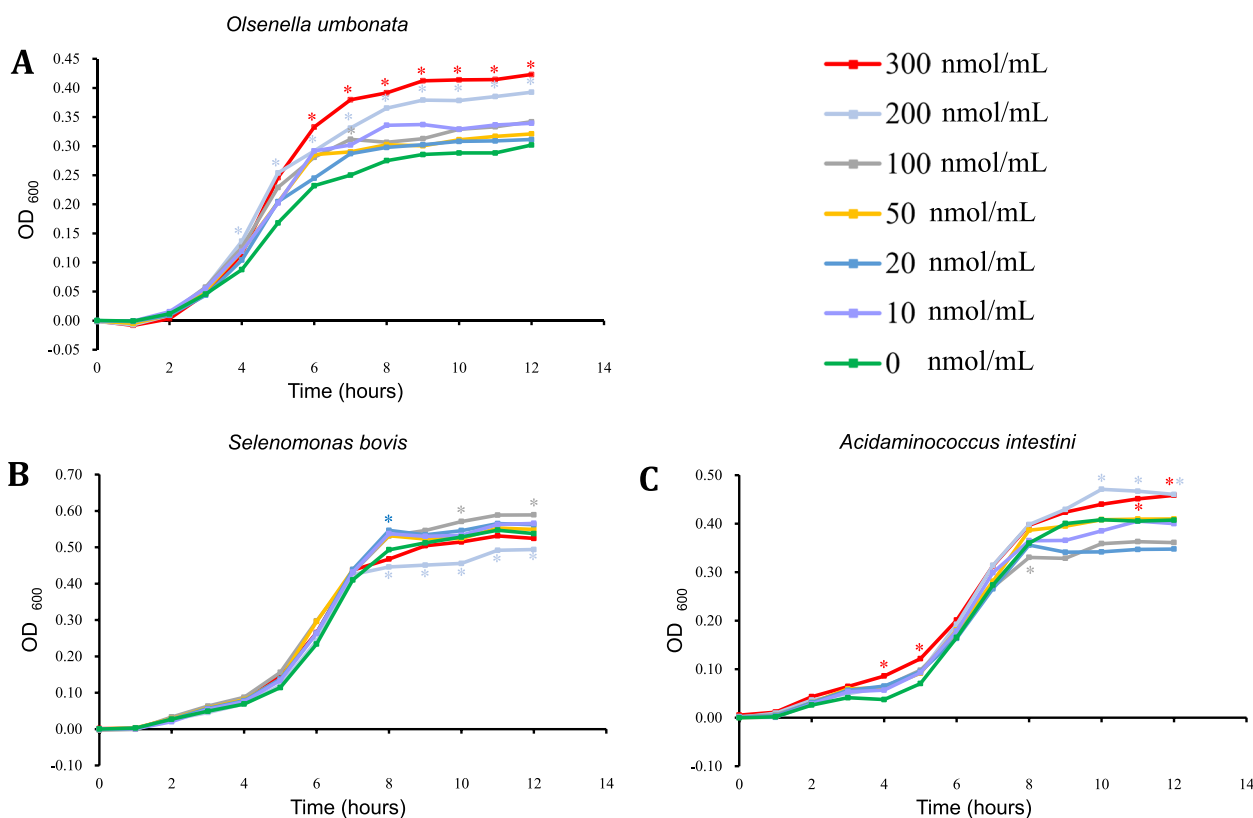 Olsenella umbonata
A
0.45
0.40
0.35
0.30
0.25
0.20
0.15
0.10
0.05
0.00
-0.05
OD 600
0 2 4 6 8 10 12 14
Time (hours)
* * * * * * *
* * * * * * * * *
*
300 nmol/mL
200 nmol/mL
100 nmol/mL
50 nmol/mL
20 nmol/mL
10 nmol/mL
0 nmol/mL
Selenomonas bovis
B
0.70
0.60
0.50
0.40
0.30
0.20
0.10
0.00
-0.10
OD 600
0 2 4 6 8 10 12 14
Time (hours)
* * *
* * * * *
Acidaminococcus intestini
C
0.50
0.40
0.30
0.20
0.10
0.00
-0.10
OD 600
0 2 4 6 8 10 12 14
Time (hours)
* * * *
*
*
* *